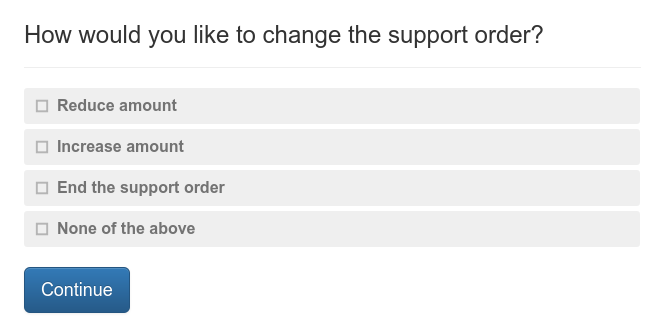 How would you like to change the support order?
Reduce amount
Increase amount
End the support order
None of the above
Continue